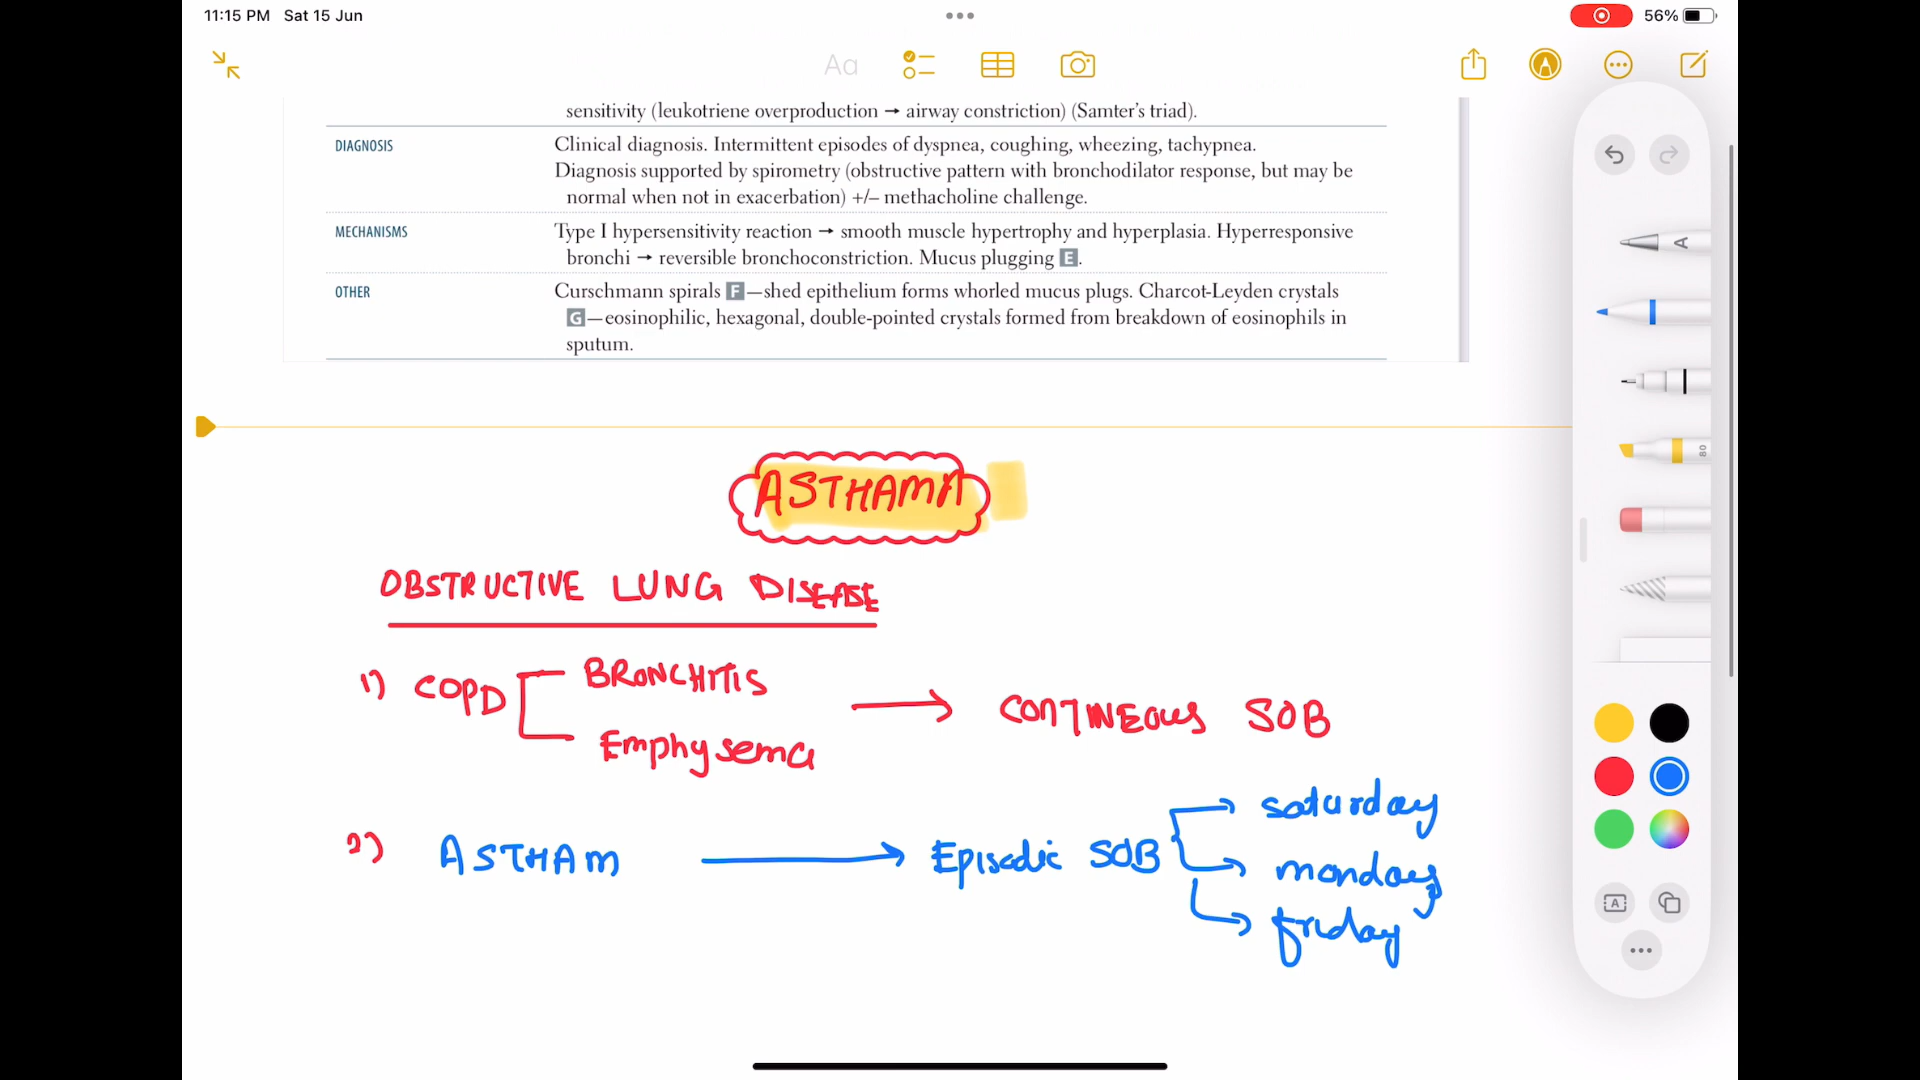 11:15 PM Sat 15 Jun
56%
Aa
sensitivity (leukotriene overproduction → airway constriction) (Samter's triad).
DIAGNOSIS Clinical diagnosis. Intermittent episodes of dyspnea, coughing, wheezing, tachypnea.
Diagnosis supported by spirometry (obstructive pattern with bronchodilator response, but may be
normal when not in exacerbation) +/– methacholine challenge.
MECHANISMS Type I hypersensitivity reaction → smooth muscle hypertrophy and hyperplasia. Hyperresponsive
bronchi → reversible bronchoconstriction. Mucus plugging E.
OTHER Curschmann spirals F—shed epithelium forms whorled mucus plugs. Charcot-Leyden crystals
G—eosinophilic, hexagonal, double-pointed crystals formed from breakdown of eosinophils in
sputum.
ASTHAMA
OBSTRUCTIVE LUNG DISEASE
1) COPD BRONCHITIS
Emphysema
→ CONTINEOUS SOB
2) ASTHAM → Episodic SOB → saturday
→ monday
→ friday
A
80
A